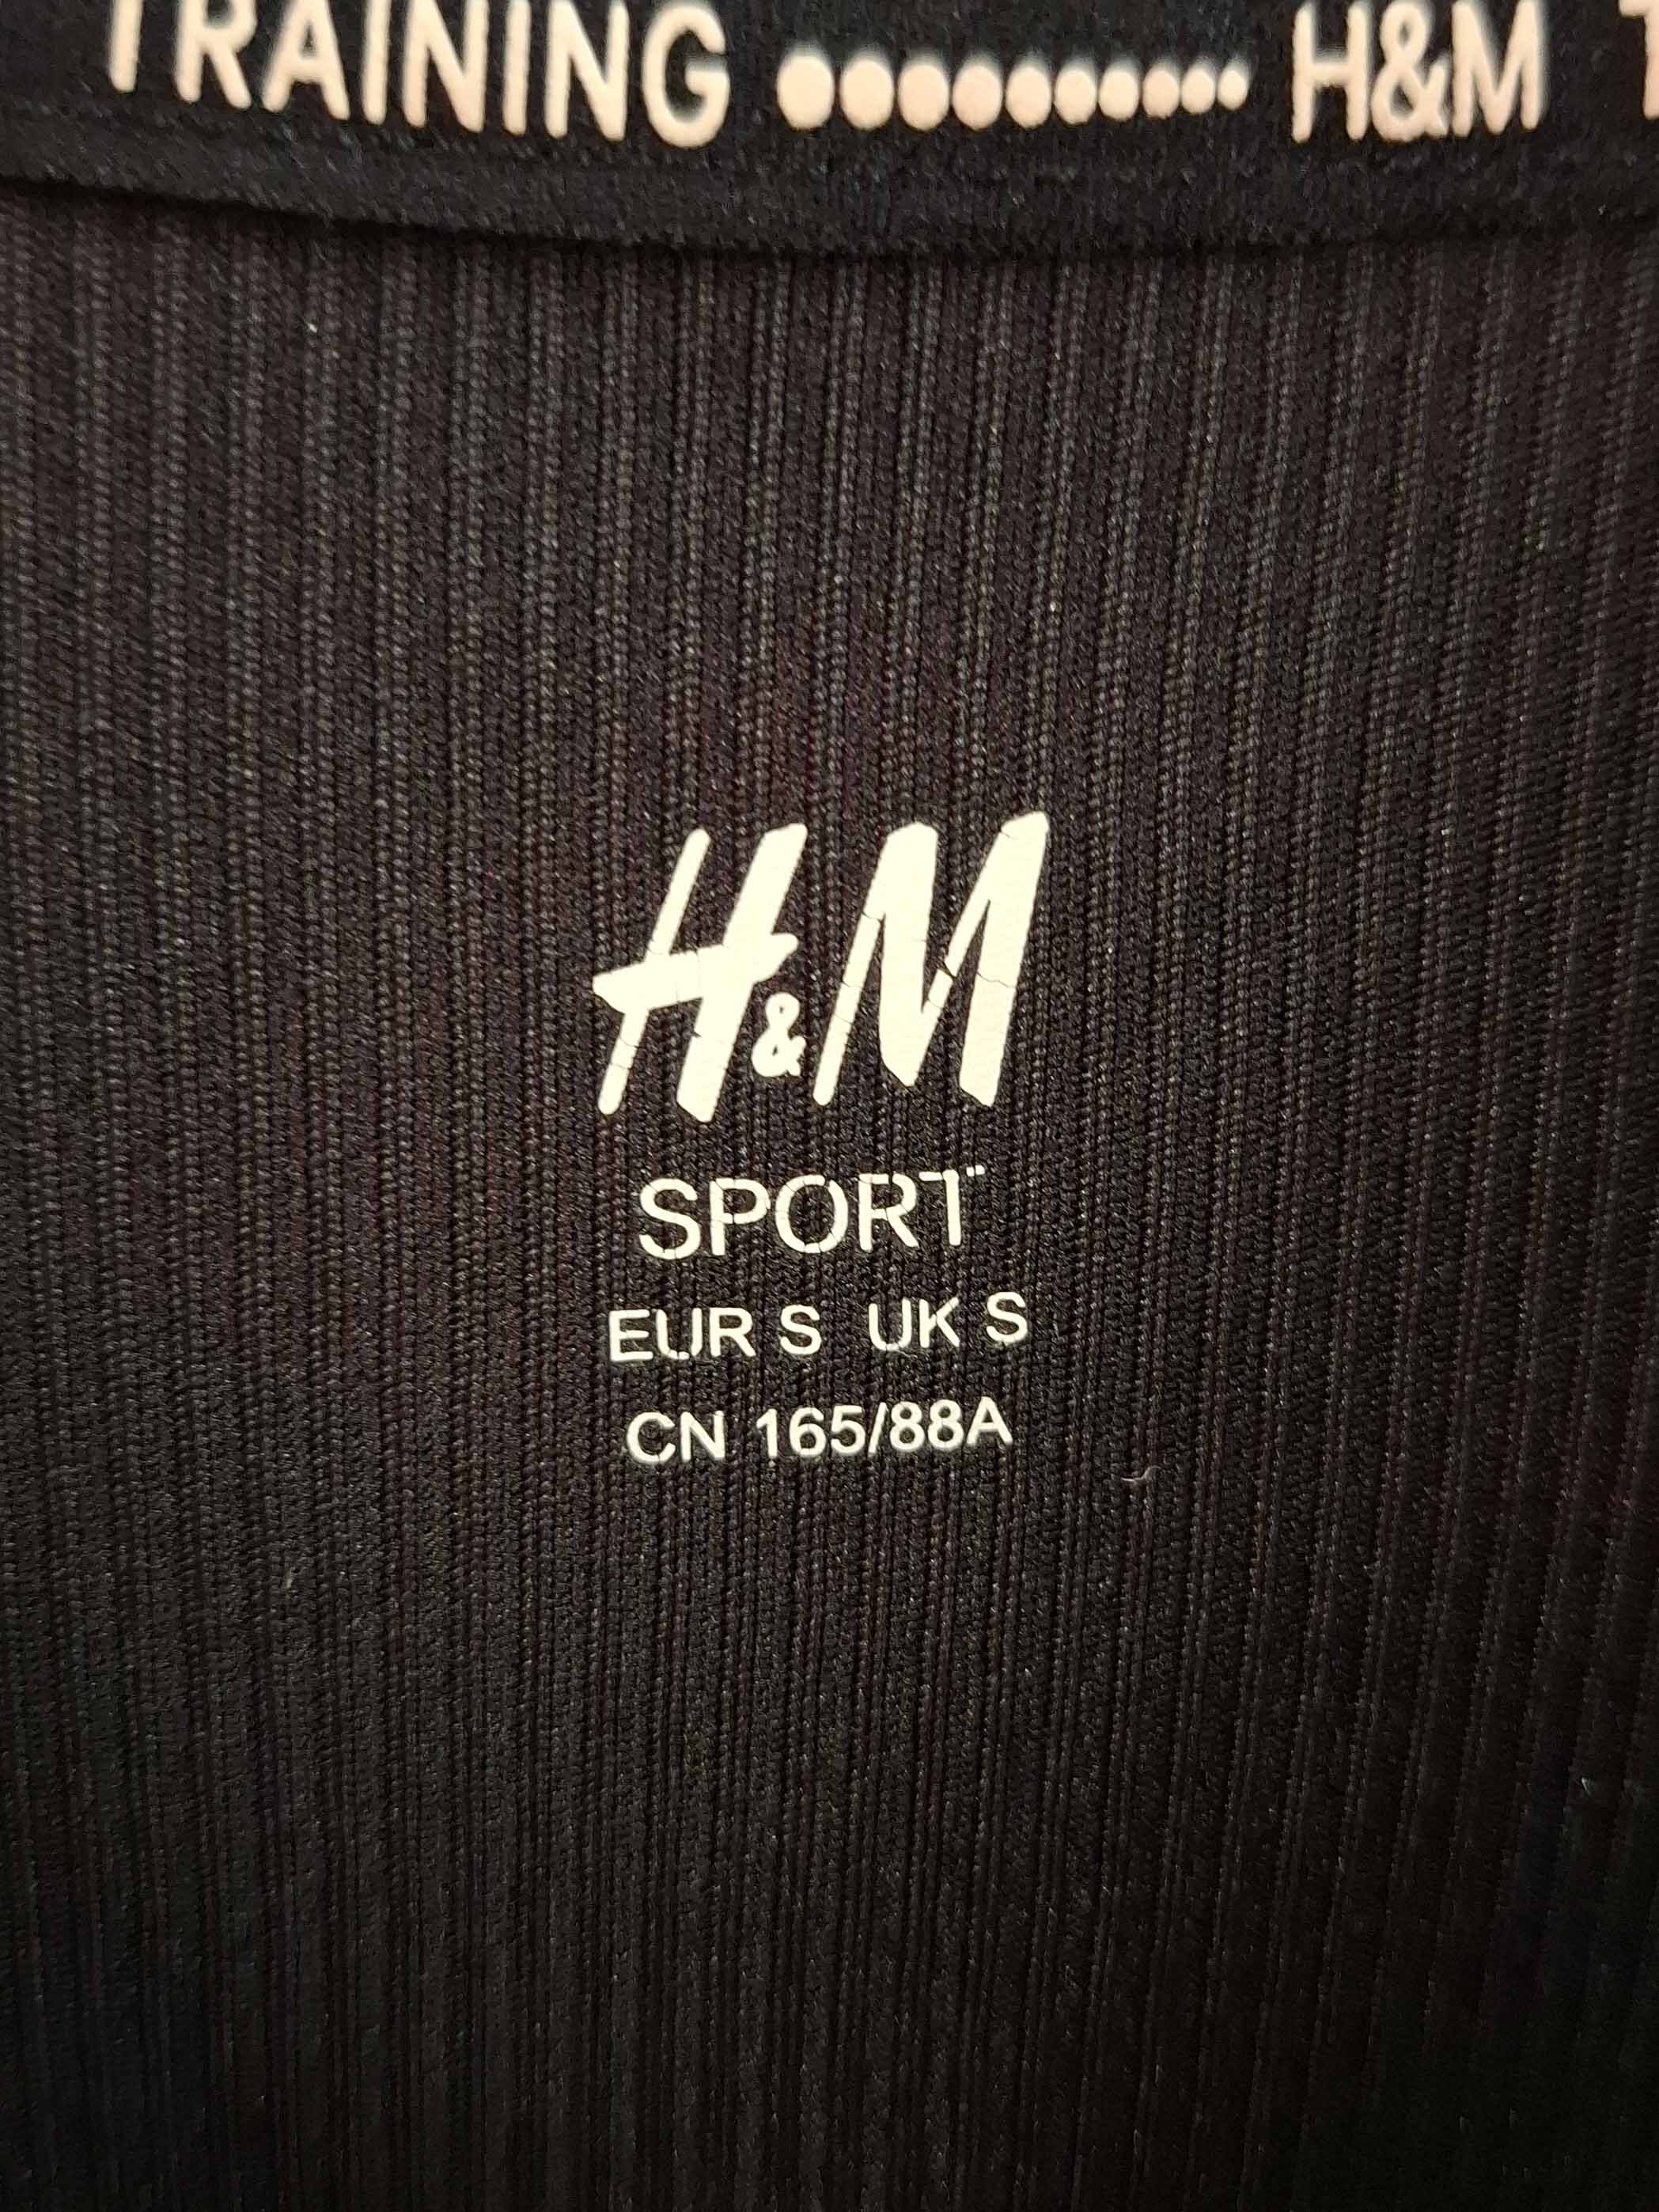 TRAINING •••••••••• H&M T
H&M
SPORT
EUR S UK S
CN 165/88A